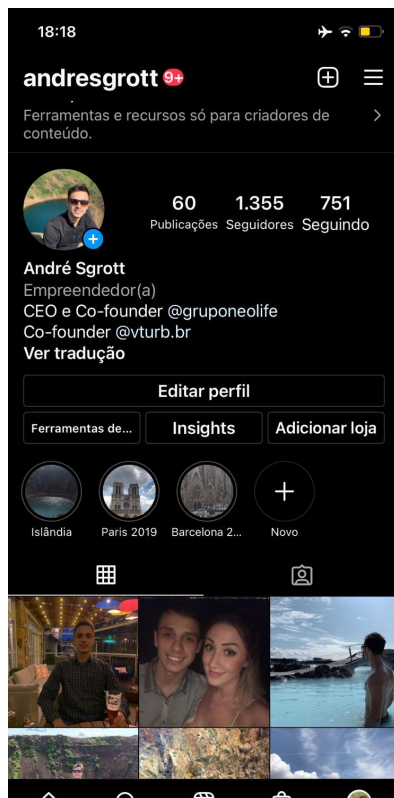 18:18
andresgrott 9+
Ferramentas e recursos só para criadores de
conteúdo.
60 1.355 751
Publicações Seguidores Seguindo
André Sgrott
Empreendedor(a)
CEO e Co-founder @gruponeolife
Co-founder @vturb.br
Ver tradução
Editar perfil
Ferramentas de... Insights Adicionar loja
Islândia Paris 2019 Barcelona 2... Novo